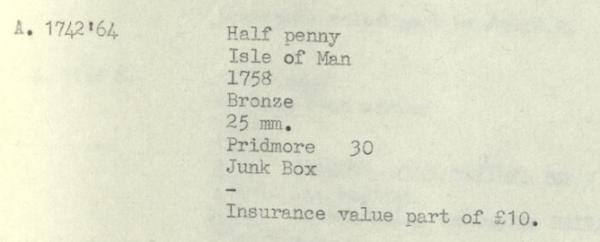 A. 1742'64
Half penny
Isle of Man
1758
Bronze
25 mm.
Pridmore 30
Junk Box
-
Insurance value part of £10.